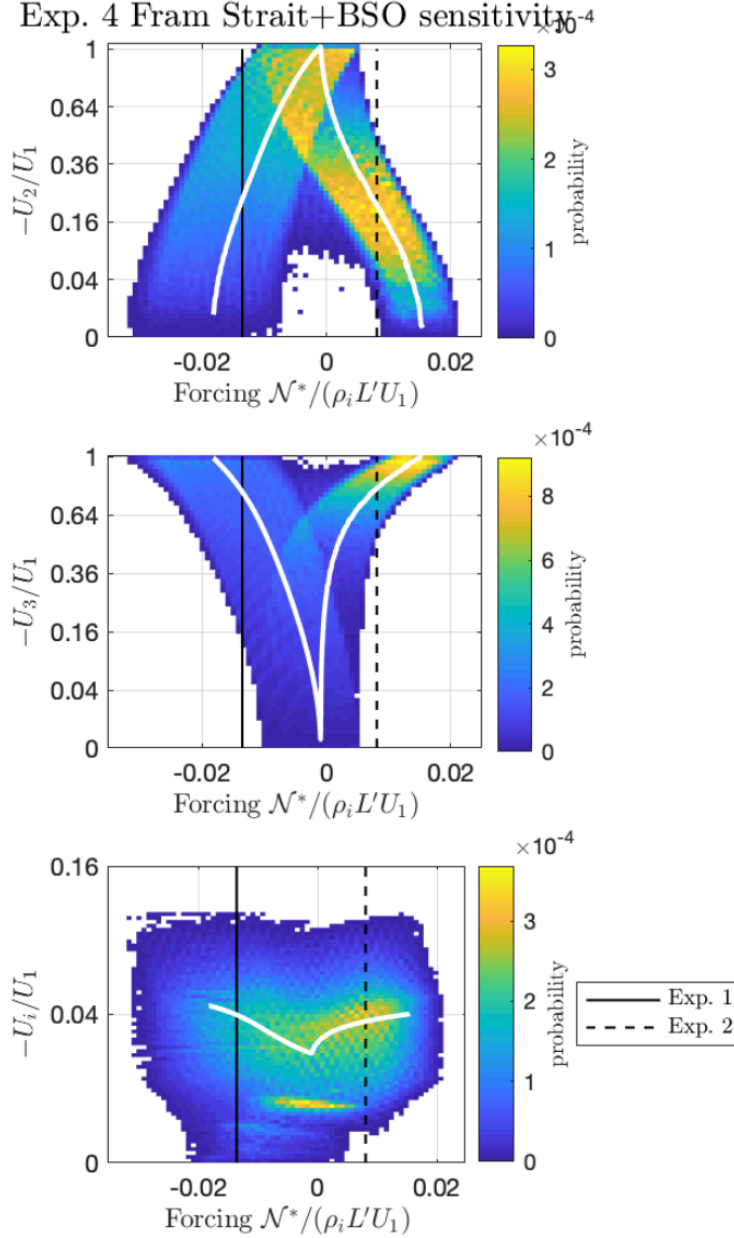 Exp. 4 Fram Strait+BSO sensitivity
×10⁻⁴
1
0.64
0.36
0.16
0.04
0
-U₂/U₁
-0.02 0 0.02
Forcing 𝒩*/(ρᵢL′U₁)
3
2
1
0
probability
×10⁻⁴
1
0.64
0.36
0.16
0.04
0
-U₃/U₁
-0.02 0 0.02
Forcing 𝒩*/(ρᵢL′U₁)
8
6
4
2
0
probability
×10⁻⁴
0.16
0.04
0
-Uᵢ/U₁
-0.02 0 0.02
Forcing 𝒩*/(ρᵢL′U₁)
3
2
1
0
probability
Exp. 1
Exp. 2